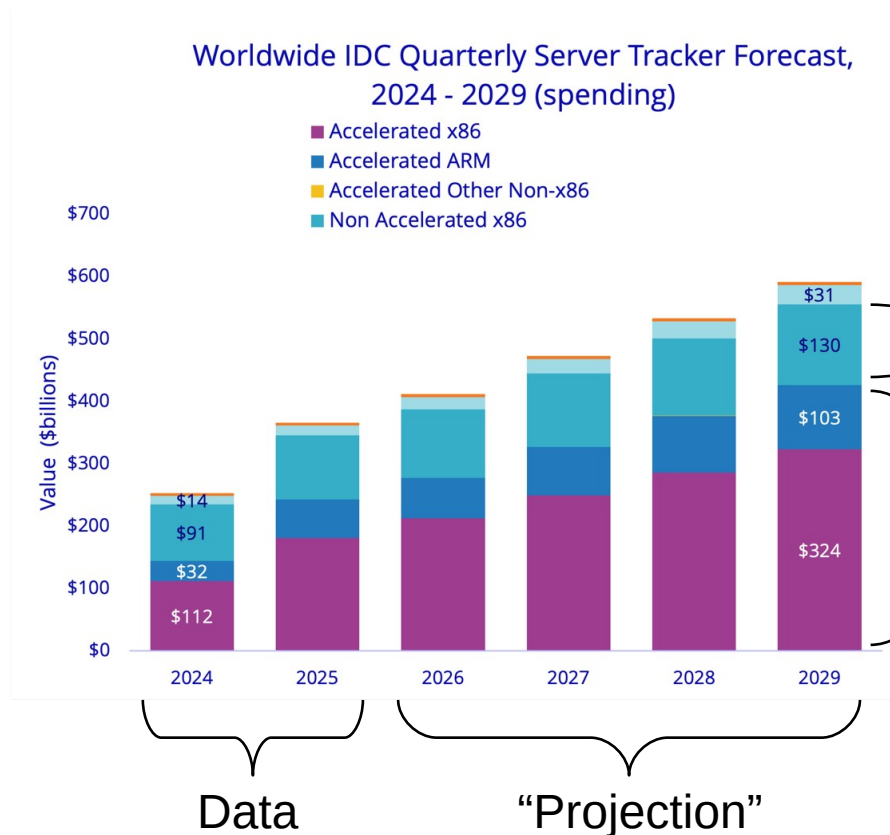 Worldwide IDC Quarterly Server Tracker Forecast,
2024 - 2029 (spending)
Accelerated x86
Accelerated ARM
Accelerated Other Non-x86
Non Accelerated x86
Value ($billions)
$700
$600
$500
$400
$300
$200
$100
$0
$14
$91
$32
$112
$31
$130
$103
$324
2024 2025 2026 2027 2028 2029
Data “Projection”